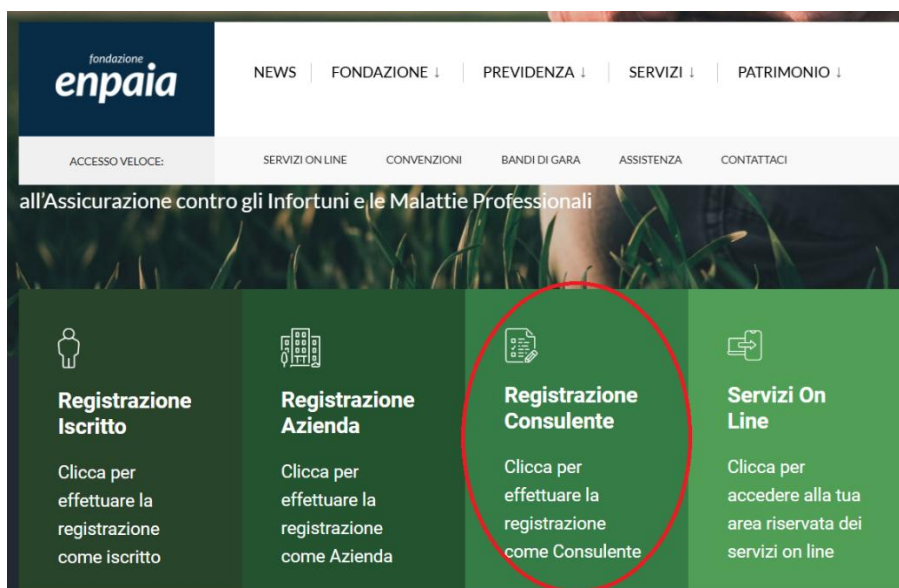 fondazione
enpaia
NEWS
FONDAZIONE ↓
PREVIDENZA ↓
SERVIZI ↓
PATRIMONIO ↓
ACCESSO VELOCE:
SERVIZI ON LINE
CONVENZIONI
BANDI DI GARA
ASSISTENZA
CONTATTACI
all'Assicurazione contro gli Infortuni e le Malattie Professionali
Registrazione
Iscritto
Clicca per
effettuare la
registrazione
come iscritto
Registrazione
Azienda
Clicca per
effettuare la
registrazione
come Azienda
Registrazione
Consulente
Clicca per
effettuare la
registrazione
come Consulente
Servizi On
Line
Clicca per
accedere alla tua
area riservata dei
servizi on line